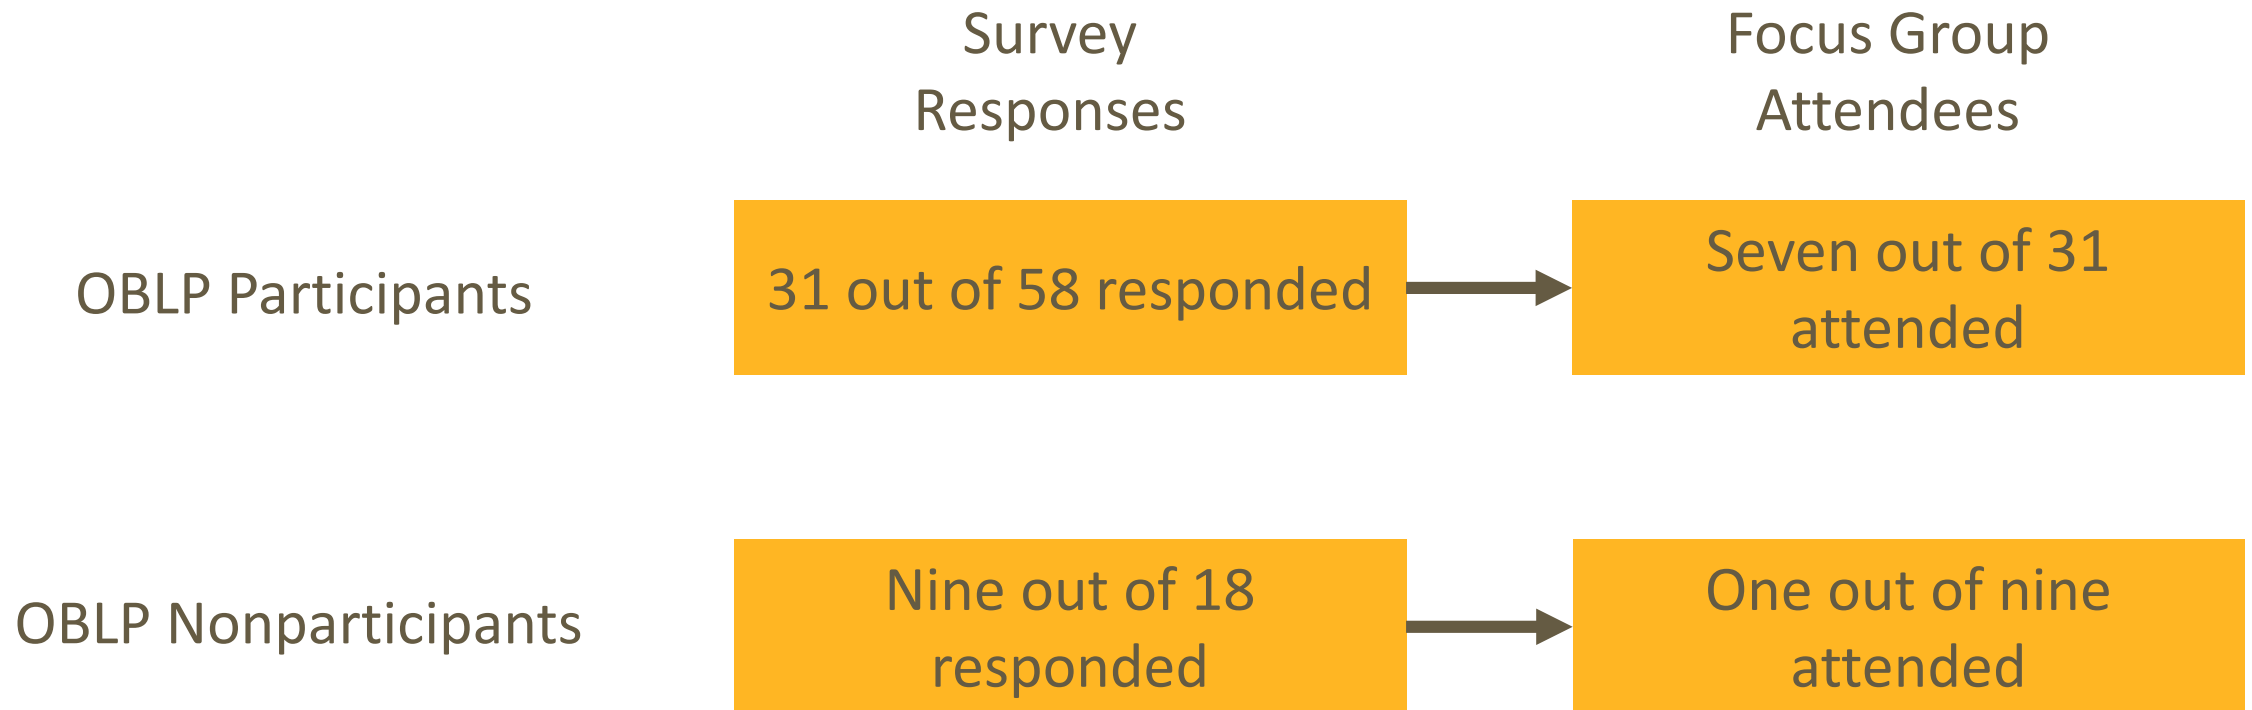 Survey
Responses
Focus Group
Attendees
OBLP Participants
31 out of 58 responded
Seven out of 31
attended
OBLP Nonparticipants
Nine out of 18
responded
One out of nine
attended